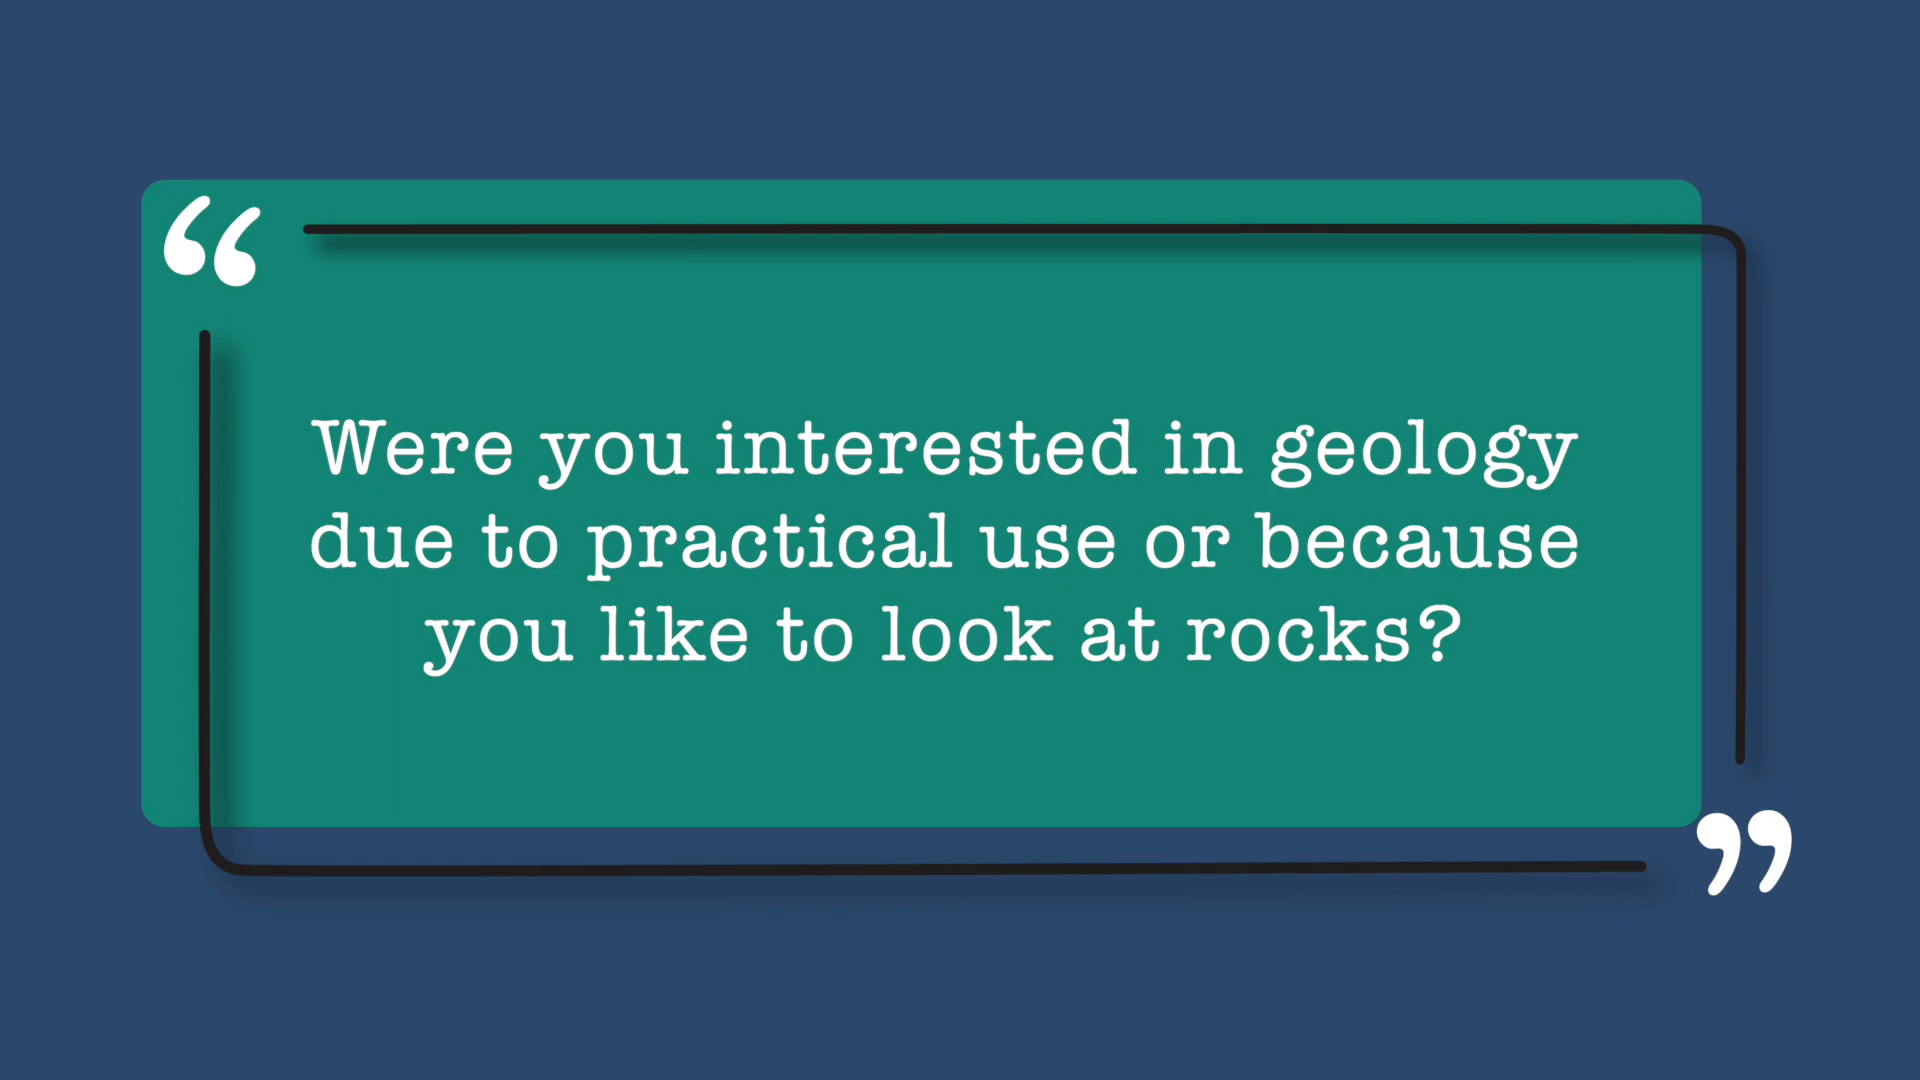 “
Were you interested in geology
due to practical use or because
you like to look at rocks?
”